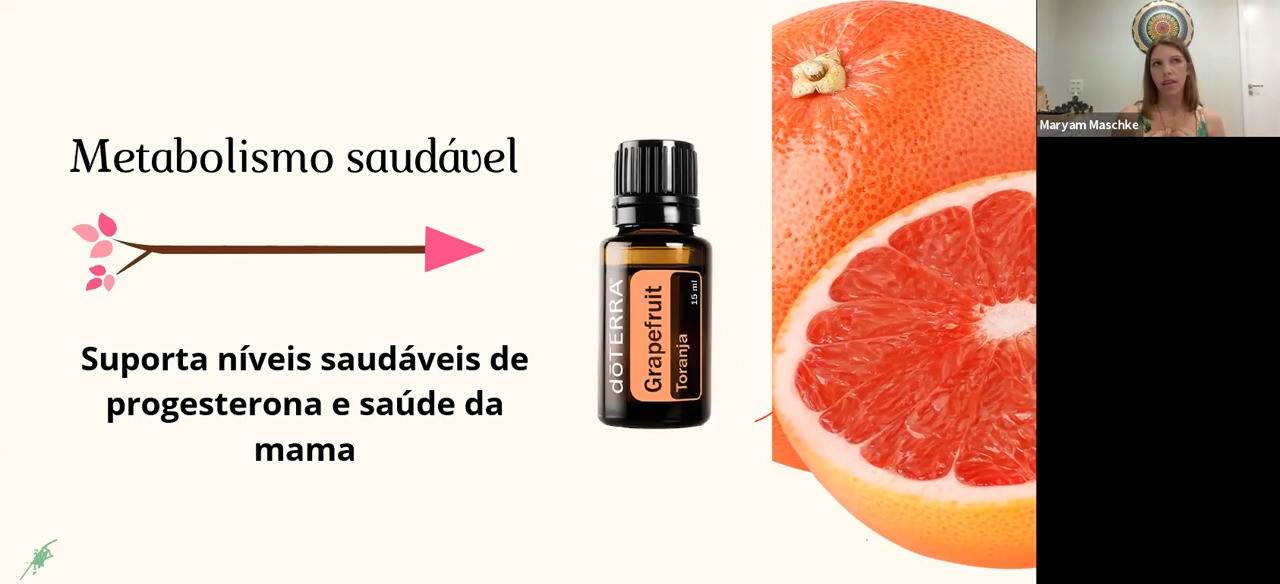 Metabolismo saudável
Suporta níveis saudáveis de
progesterona e saúde da
mama
dōTERRA
Grapefruit
Toranja
15 ml
Maryam Maschke